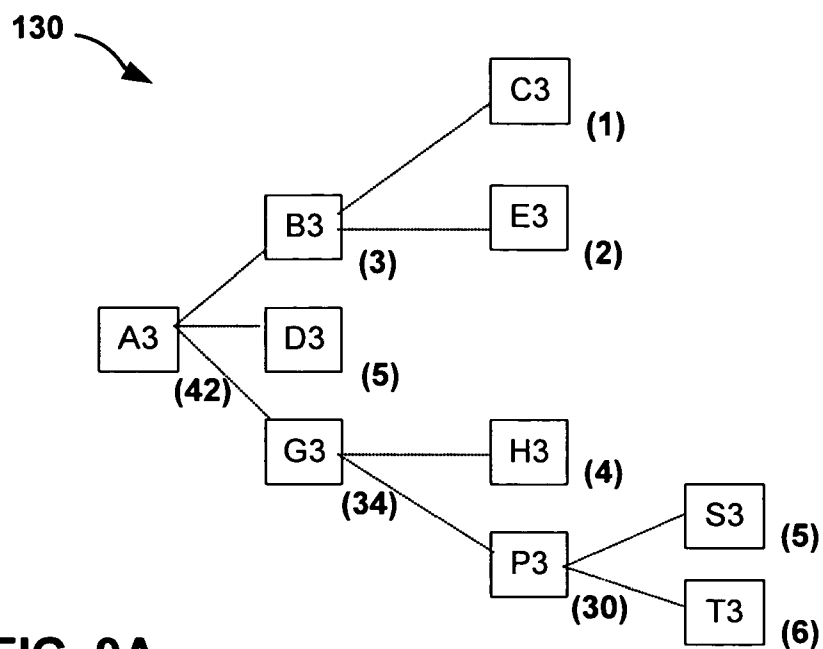 130
C3
(1)
B3
(3)
E3
(2)
A3
(42)
D3
(5)
G3
(34)
H3
(4)
P3
(30)
S3
(5)
T3
(6)